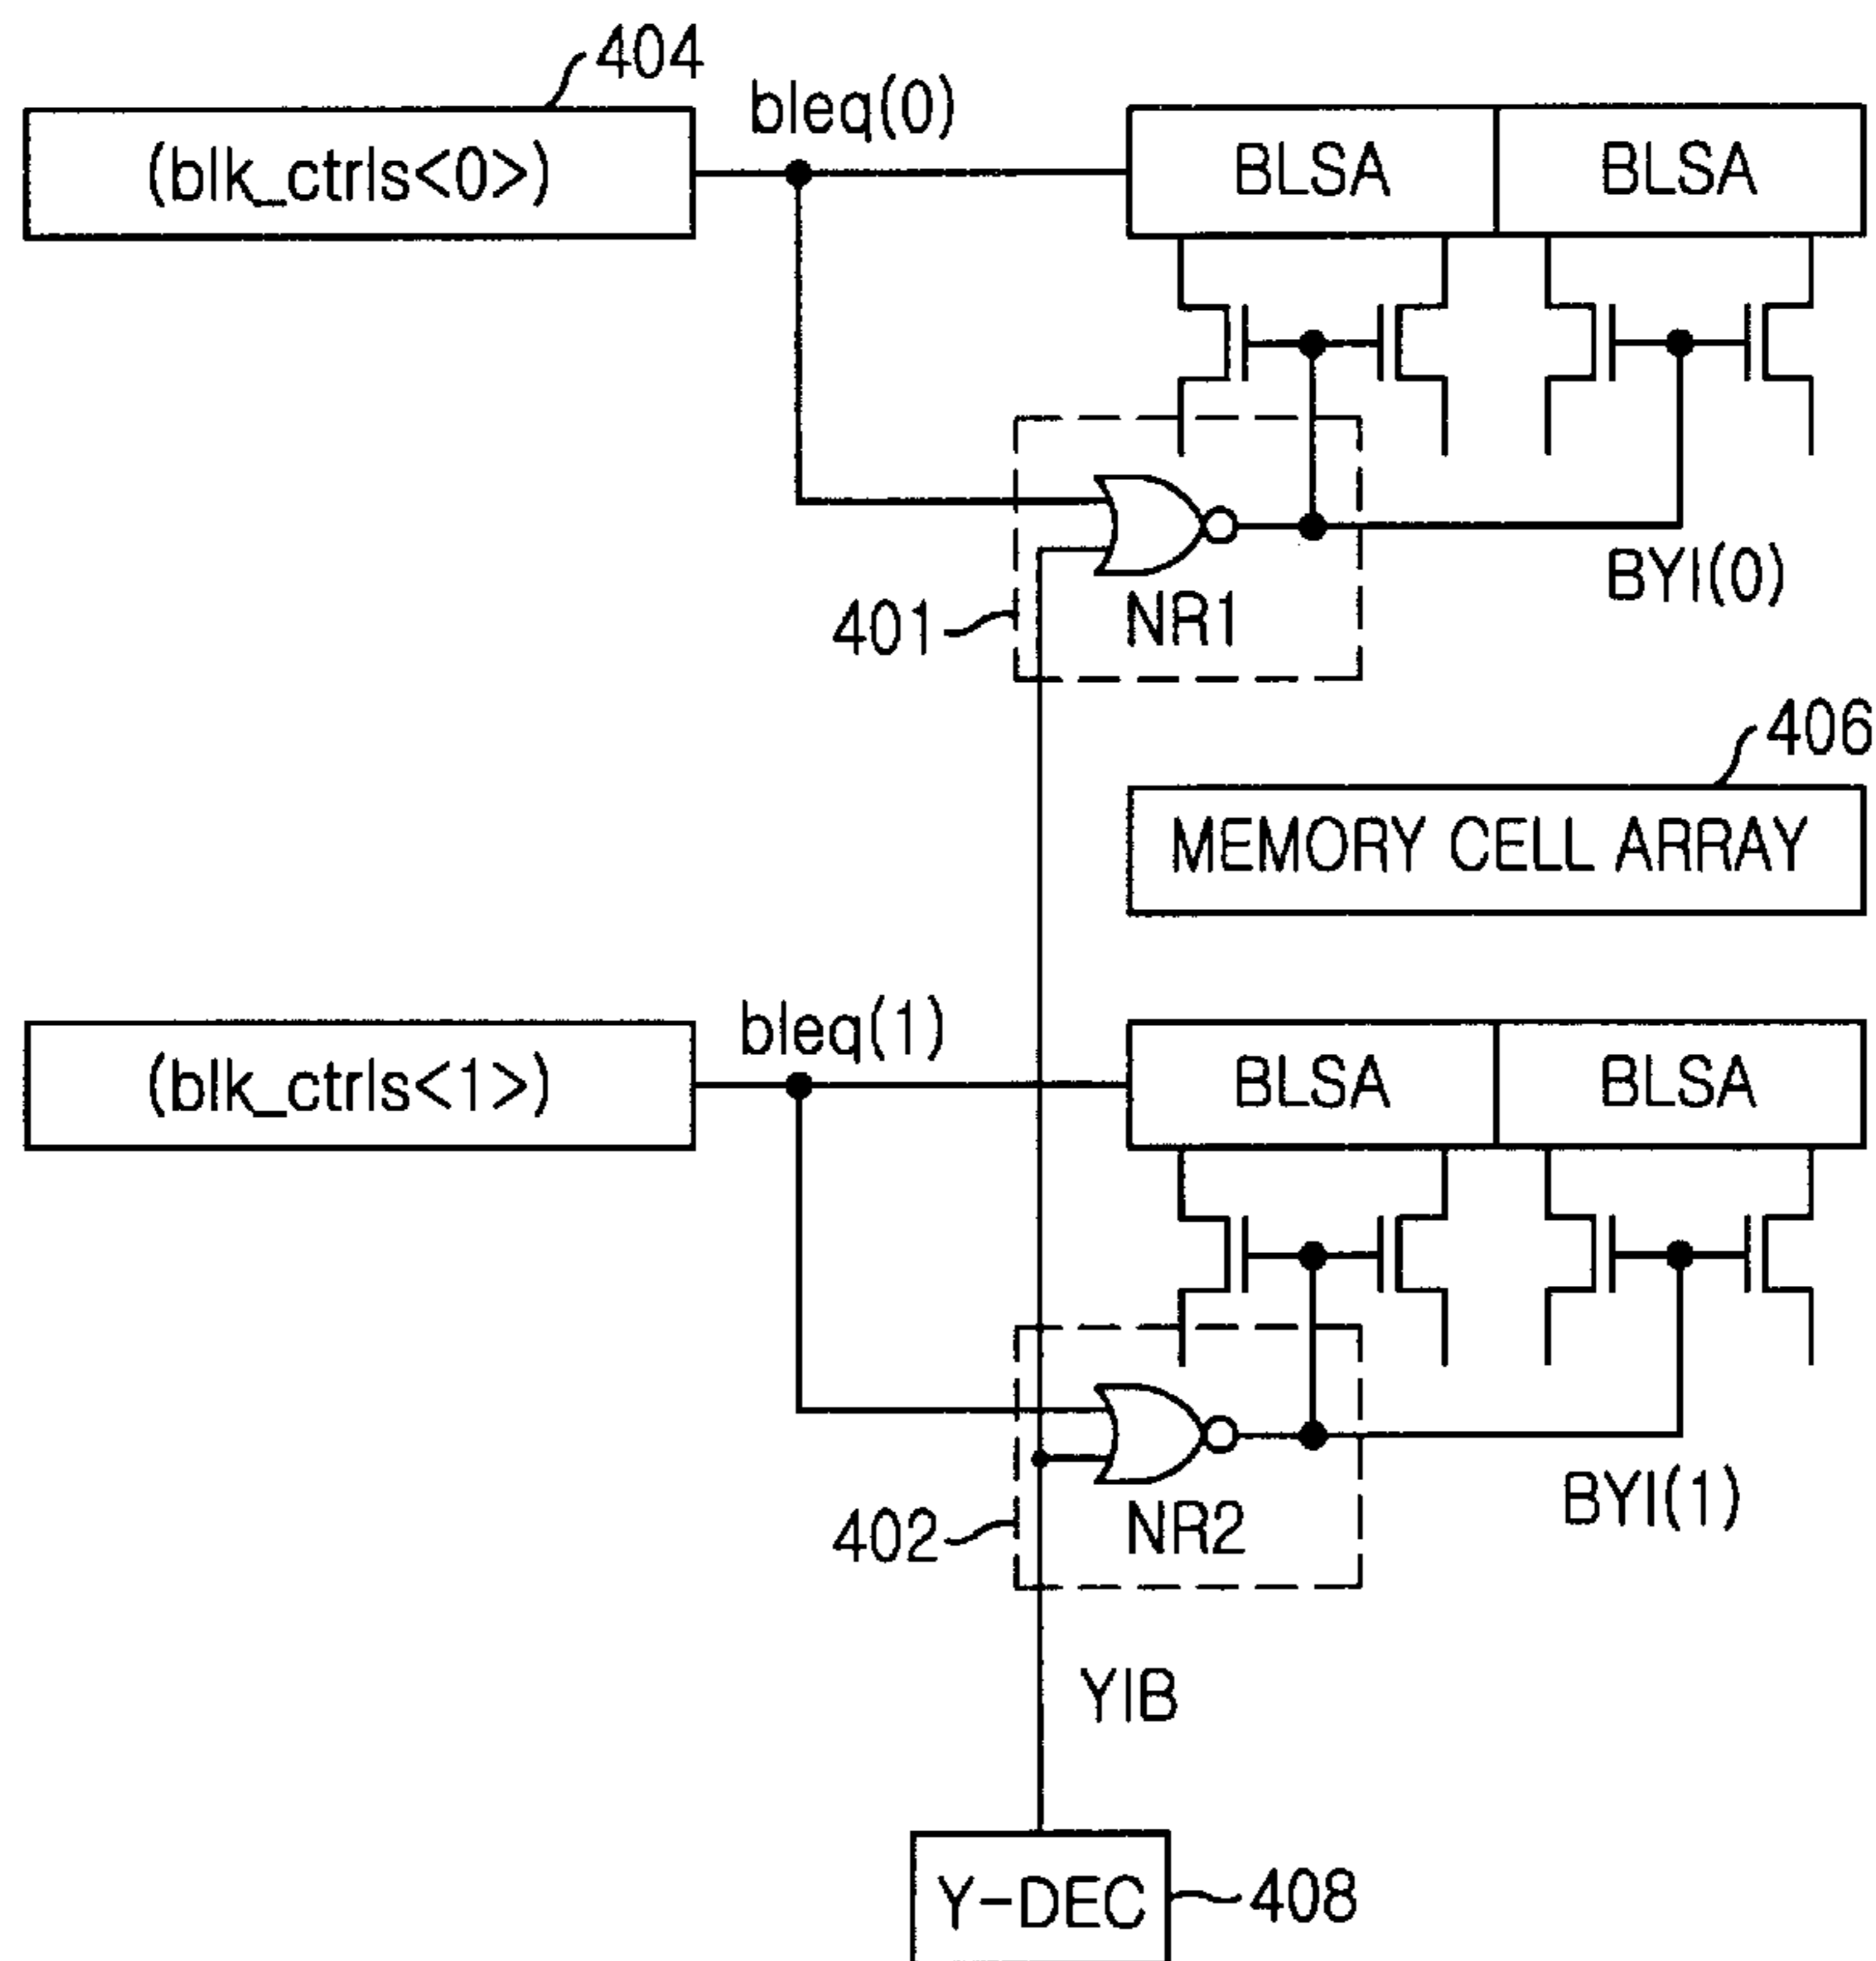 404
bleq(0)
(blk_ctrls<0>)
BLSA
BLSA
BYI(0)
401
NR1
406
MEMORY CELL ARRAY
bleq(1)
(blk_ctrls<1>)
BLSA
BLSA
BYI(1)
402
NR2
YIB
Y-DEC
408